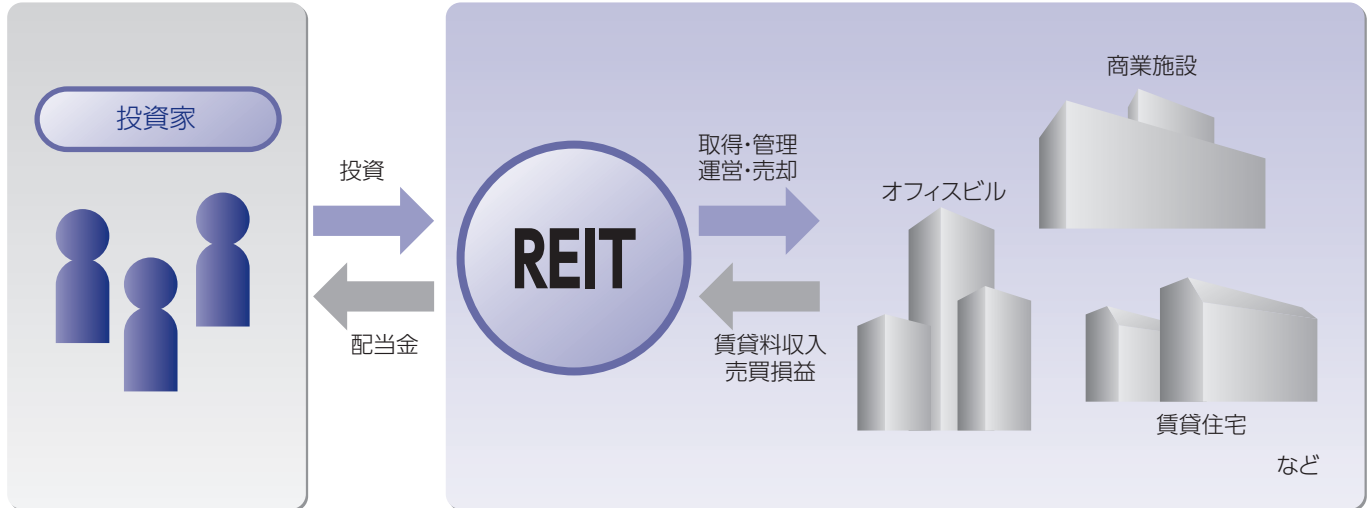 投資家
投資
配当金
REIT
取得・管理
運営・売却
賃貸料収入
売買損益
商業施設
オフィスビル
賃貸住宅
など